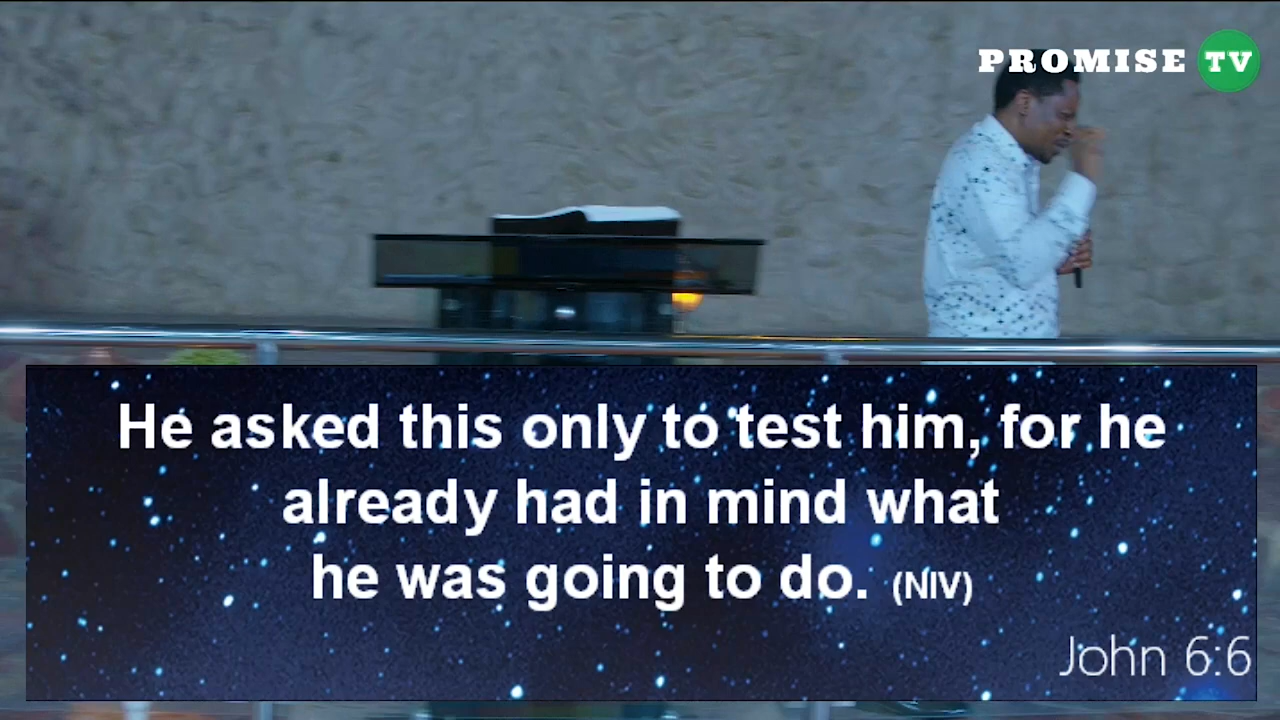 PROMISE TV
He asked this only to test him, for he
already had in mind what
he was going to do. (NIV)
John 6:6